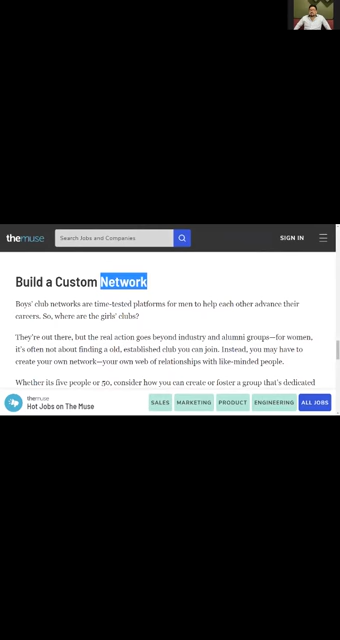 themuse
Search Jobs and Companies
SIGN IN
Build a Custom Network
Boys' club networks are time-tested platforms for men to help each other advance their
careers. So, where are the girls' clubs?
They're out there, but the real action goes beyond industry and alumni groups—for women,
it's often not about finding a old, established club you can join. Instead, you may have to
create your own network—your own web of relationships with like-minded people.
Whether its five people or 50, consider how you can create or foster a group that's dedicated
themuse
Hot Jobs on The Muse
SALES
MARKETING
PRODUCT
ENGINEERING
ALL JOBS